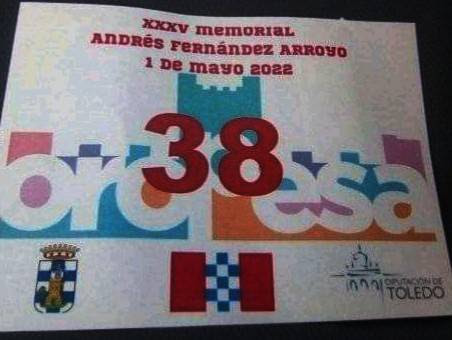 XXXV MEMORIAL
ANDRÉS FERNÁNDEZ ARROYO
1 DE MAYO 2022
38
oropesa
DIPUTACIÓN DE
TOLEDO